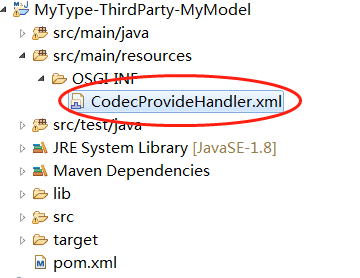 MyType-ThirdParty-MyModel
src/main/java
src/main/resources
OSGI-INF
CodecProvideHandler.xml
src/test/java
JRE System Library [JavaSE-1.8]
Maven Dependencies
lib
src
target
pom.xml